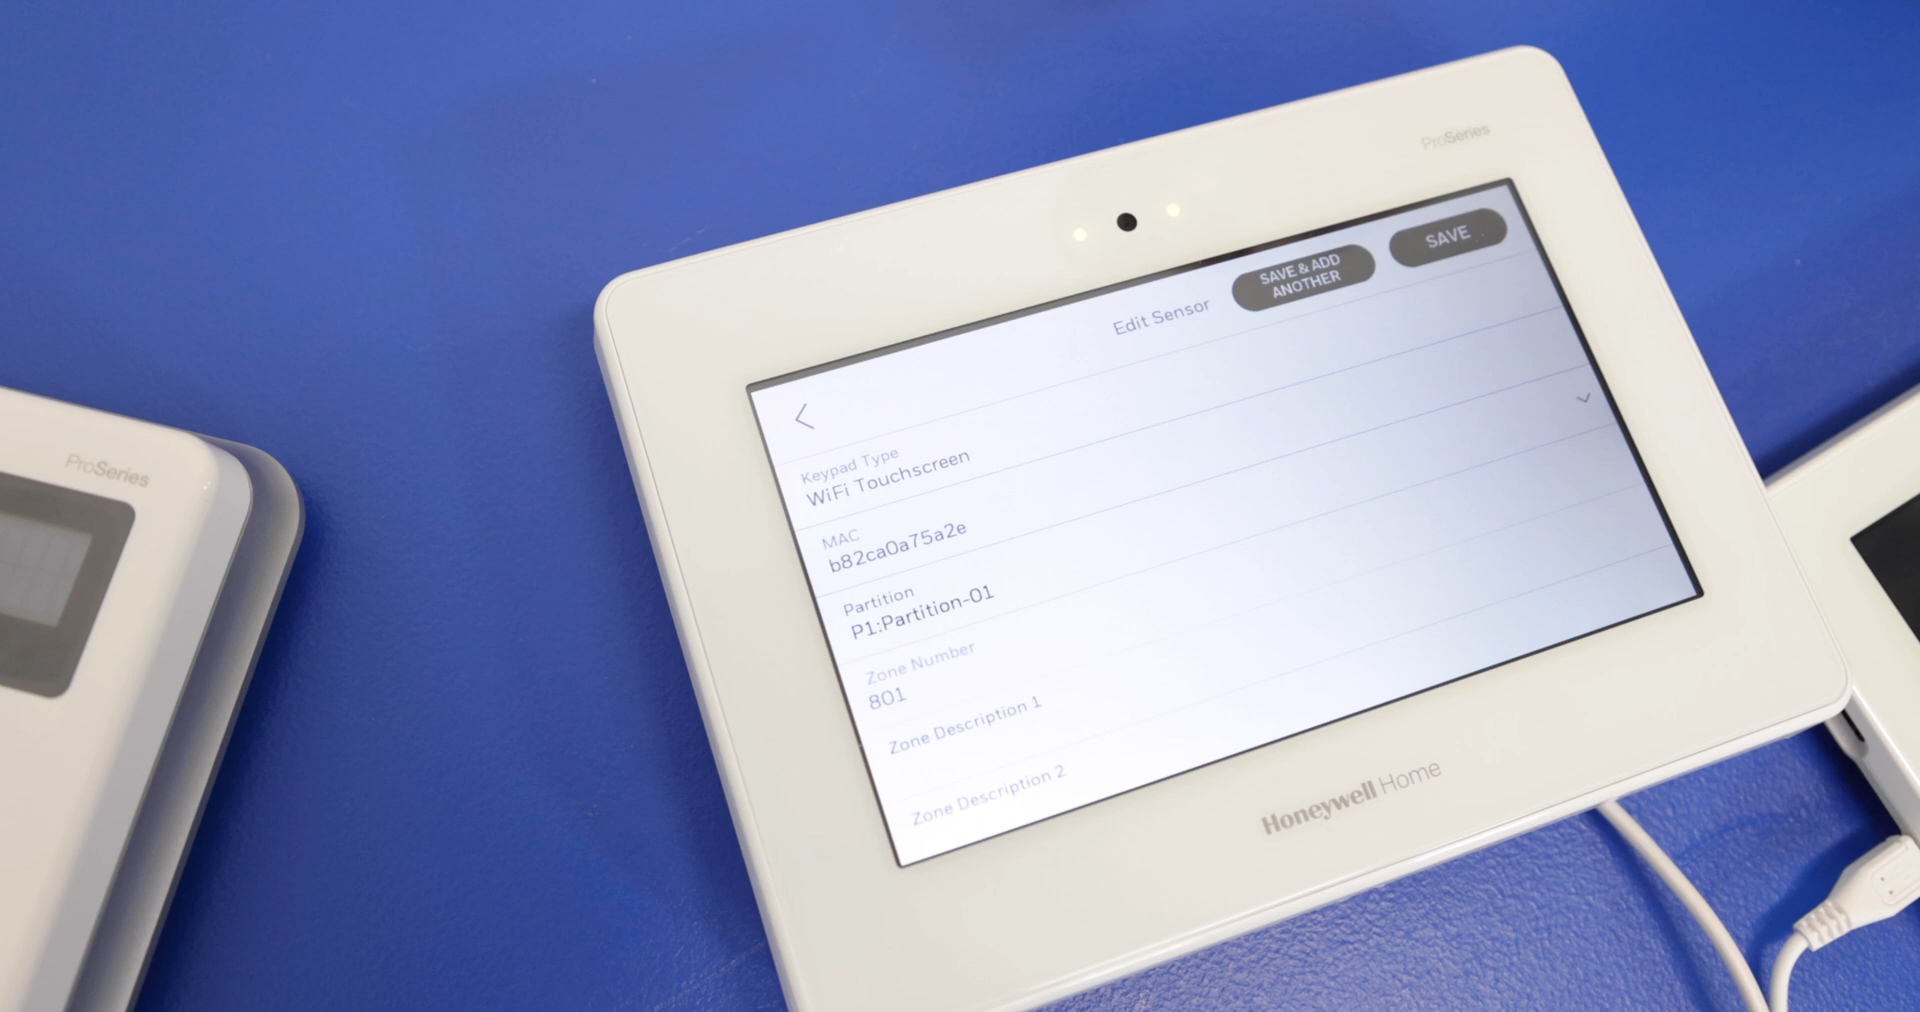 ProSeries
SAVE
SAVE & ADD
ANOTHER
Edit Sensor
Keypad Type
WiFi Touchscreen
MAC
b82ca0a75a2e
Partition
P1:Partition-01
Zone Number
801
Zone Description 1
Zone Description 2
Honeywell Home
ProSeries